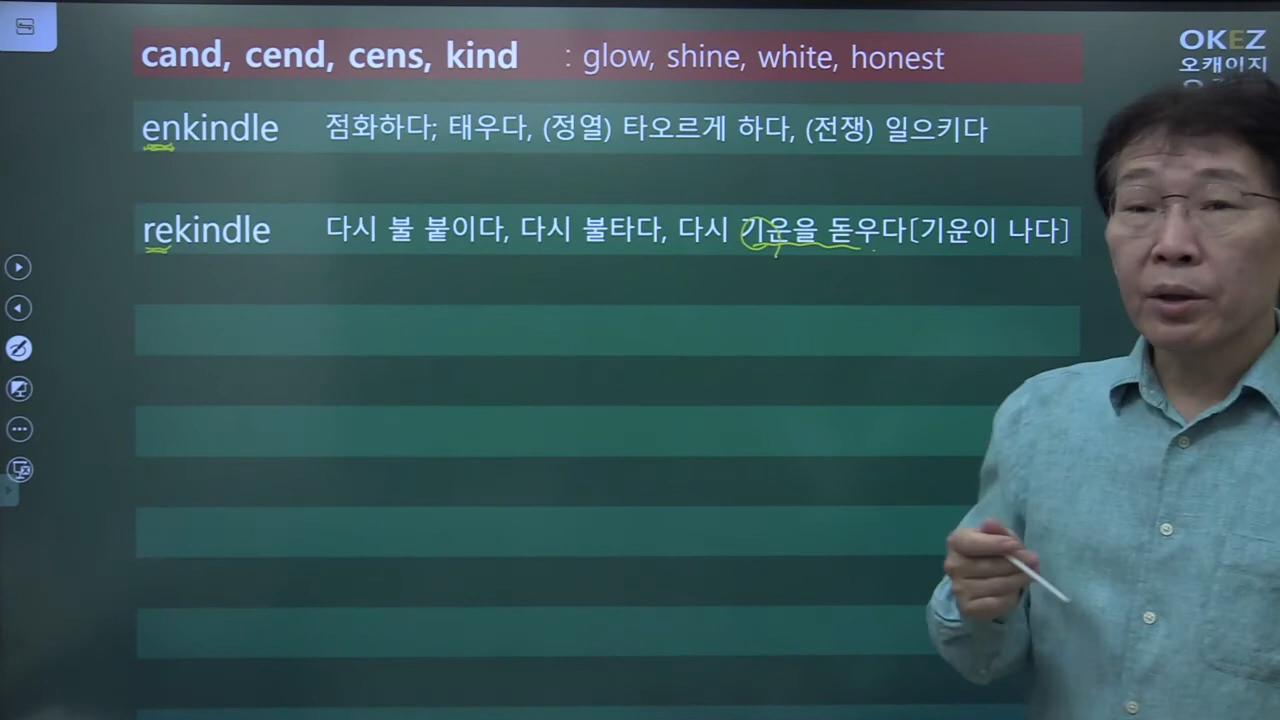 cand, cend, cens, kind : glow, shine, white, honest
OKEZ
오캐이지
enkindle 점화하다; 태우다, (정열) 타오르게 하다, (전쟁) 일으키다
rekindle 다시 불 붙이다, 다시 불타다, 다시 기운을 돋우다[기운이 나다]